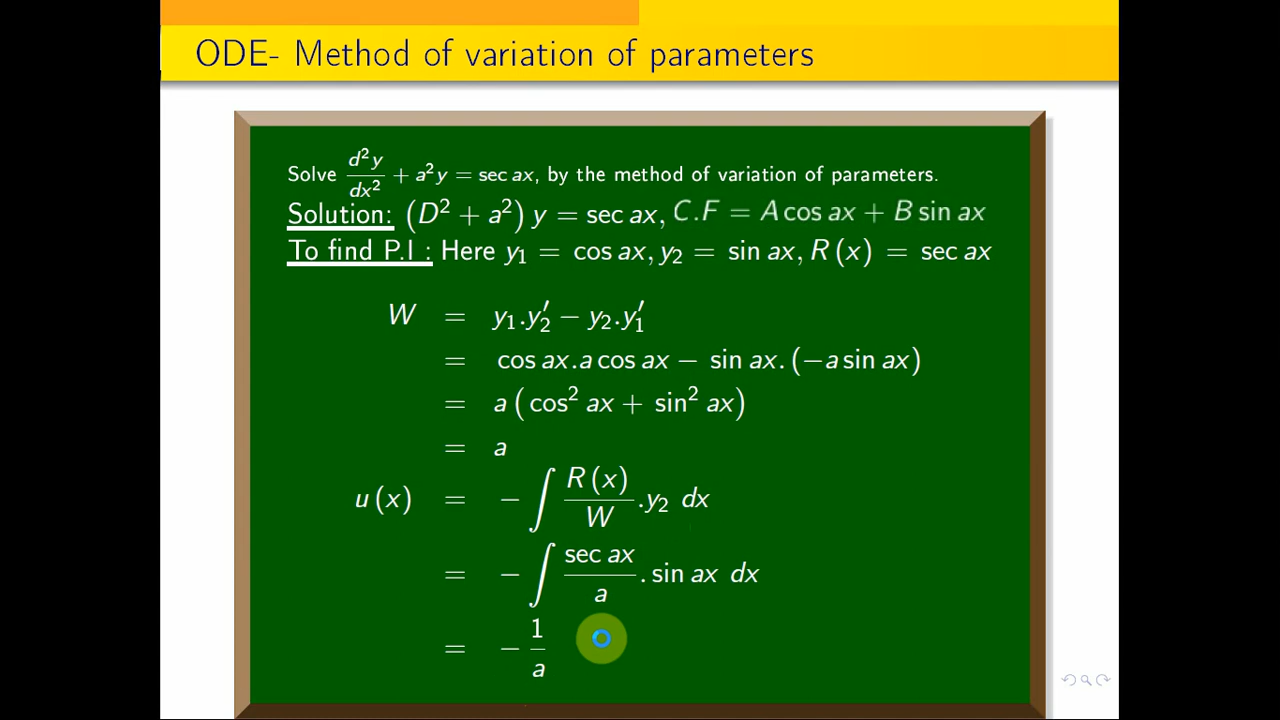 ODE- Method of variation of parameters
Solve d²y/dx² + a²y = sec ax, by the method of variation of parameters.
Solution: (D² + a²) y = sec ax, C.F = A cos ax + B sin ax
To find P.I : Here y₁ = cos ax, y₂ = sin ax, R (x) = sec ax
W = y₁.y₂′ − y₂.y₁′
= cos ax.a cos ax − sin ax. (−a sin ax)
= a (cos² ax + sin² ax)
= a
u (x) = − ∫ R (x)/W .y₂ dx
= − ∫ sec ax/a . sin ax dx
= − 1/a